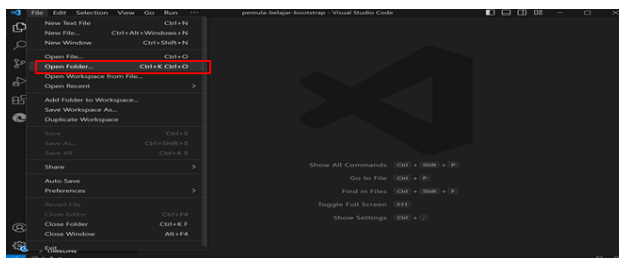 File Edit Selection View Go Run ··· pemula-belajar-bootstrap - Visual Studio Code
New Text File Ctrl+N
New File... Ctrl+Alt+Windows+N
New Window Ctrl+Shift+N
Open File... Ctrl+O
Open Folder... Ctrl+K Ctrl+O
Open Workspace from File...
Open Recent >
Add Folder to Workspace...
Save Workspace As...
Duplicate Workspace
Save Ctrl+S
Save As... Ctrl+Shift+S
Save All Ctrl+K S
Share >
Auto Save
Preferences >
Revert File
Close Editor Ctrl+F4
Close Folder Ctrl+K F
Close Window Alt+F4
Exit
Show All Commands Ctrl + Shift + P
Go to File Ctrl + P
Find in Files Ctrl + Shift + F
Toggle Full Screen F11
Show Settings Ctrl + ,
TIMELINE